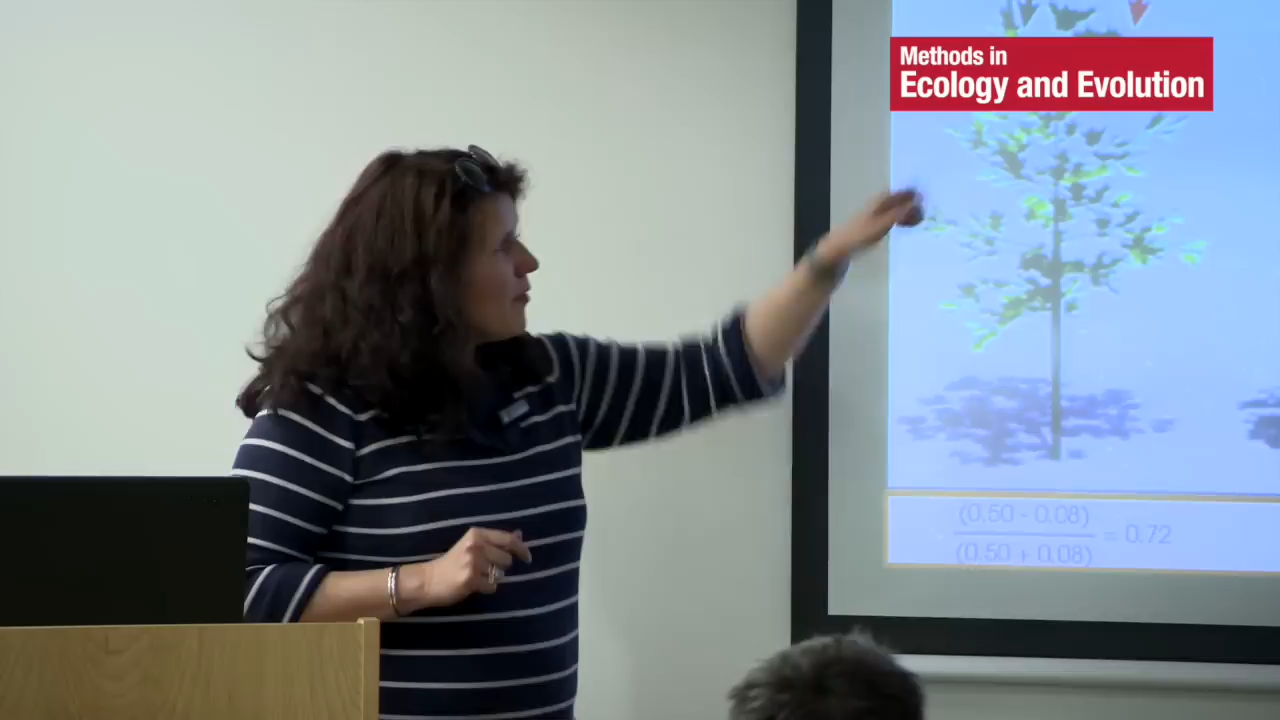 Methods in
Ecology and Evolution
(0.50 - 0.08)
= 0.72
(0.50 + 0.08)